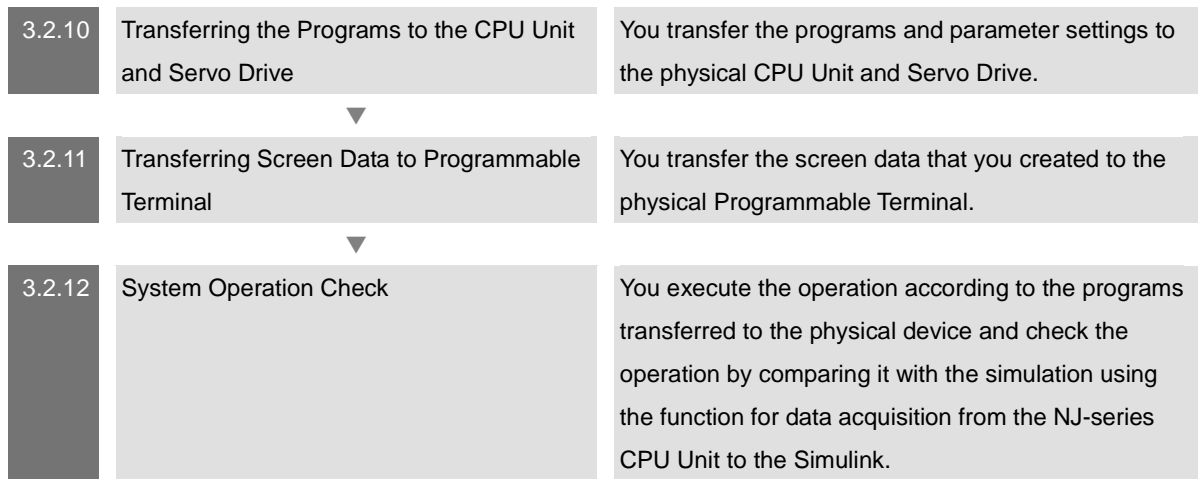 3.2.10 Transferring the Programs to the CPU Unit and Servo Drive
You transfer the programs and parameter settings to
the physical CPU Unit and Servo Drive.
3.2.11 Transferring Screen Data to Programmable
Terminal
You transfer the screen data that you created to the
physical Programmable Terminal.
3.2.12 System Operation Check
You execute the operation according to the programs
transferred to the physical device and check the
operation by comparing it with the simulation using
the function for data acquisition from the NJ-series
CPU Unit to the Simulink.